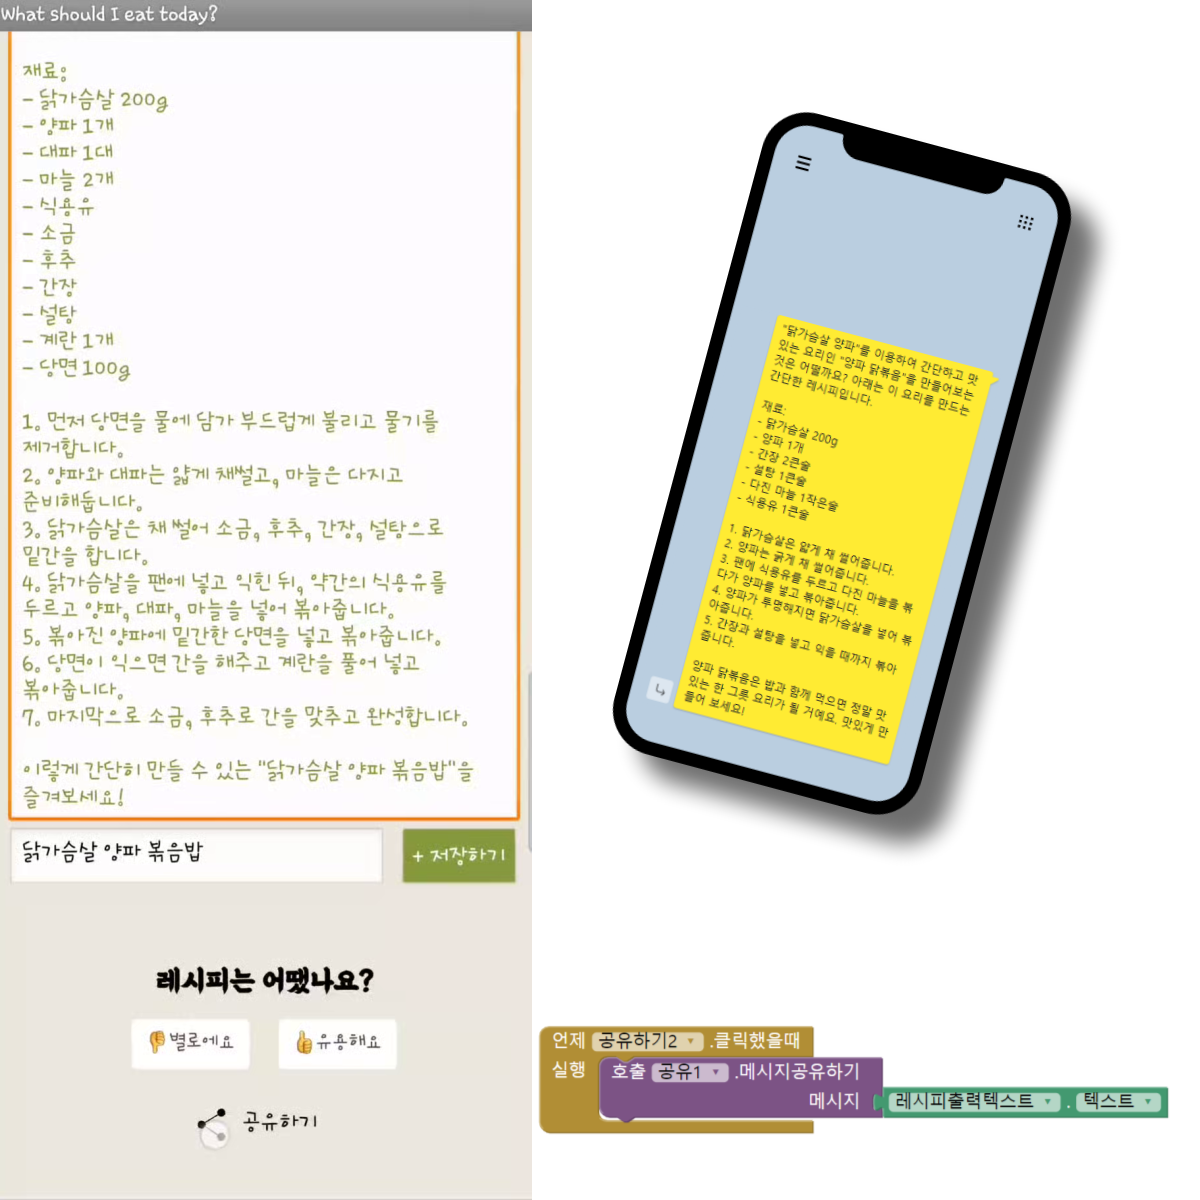 What should I eat today?
재료:
- 닭가슴살 200g
- 양파 1개
- 대파 1대
- 마늘 2개
- 식용유
- 소금
- 후추
- 간장
- 설탕
- 계란 1개
- 당면 100g
1. 먼저 당면을 물에 담가 부드럽게 불리고 물기를
제거합니다.
2. 양파와 대파는 얇게 채썰고, 마늘은 다지고
준비해둡니다.
3. 닭가슴살은 채 썰어 소금, 후추, 간장, 설탕으로
밑간을 합니다.
4. 닭가슴살을 팬에 넣고 익힌 뒤, 약간의 식용유를
두르고 양파, 대파, 마늘을 넣어 볶아줍니다.
5. 볶아진 양파에 밑간한 당면을 넣고 볶아줍니다.
6. 당면이 익으면 간을 해주고 계란을 풀어 넣고
볶아줍니다.
7. 마지막으로 소금, 후추로 간을 맞추고 완성합니다.
이렇게 간단히 만들 수 있는 "닭가슴살 양파 볶음밥"을
즐겨보세요!
닭가슴살 양파 볶음밥
+ 저장하기
레시피는 어땠나요?
별로에요
유용해요
공유하기
"닭가슴살 양파"를 이용하여 간단하고 맛
있는 요리인 "양파 닭볶음"을 만들어보는
것은 어떨까요? 아래는 이 요리를 만드는
간단한 레시피입니다.
재료:
- 닭가슴살 200g
- 양파 1개
- 간장 2큰술
- 설탕 1큰술
- 다진 마늘 1작은술
- 식용유 1큰술
1. 닭가슴살은 얇게 채 썰어줍니다.
2. 양파는 굵게 채 썰어줍니다.
3. 팬에 식용유를 두르고 다진 마늘을 볶
다가 양파를 넣고 볶아줍니다.
4. 양파가 투명해지면 닭가슴살을 넣어 볶
아줍니다.
5. 간장과 설탕을 넣고 익을 때까지 볶아
줍니다.
양파 닭볶음은 밥과 함께 먹으면 정말 맛
있는 한 그릇 요리가 될 거예요. 맛있게 만
들어 보세요!
언제 공유하기2 .클릭했을때
실행 호출 공유1 .메시지공유하기
메시지 레시피출력텍스트 . 텍스트